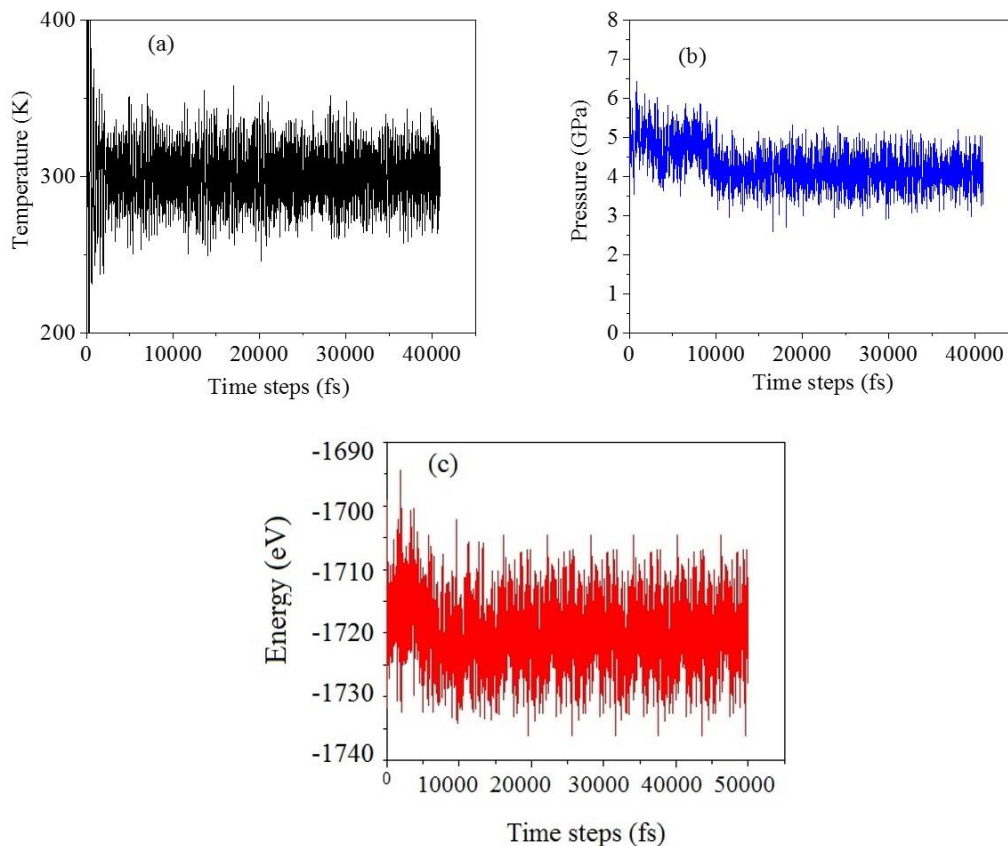 (a)
Temperature (K)
400
300
200
0 10000 20000 30000 40000
Time steps (fs)
(b)
Pressure (GPa)
8
7
6
5
4
3
2
1
0
0 10000 20000 30000 40000
Time steps (fs)
(c)
Energy (eV)
-1690
-1700
-1710
-1720
-1730
-1740
0 10000 20000 30000 40000 50000
Time steps (fs)